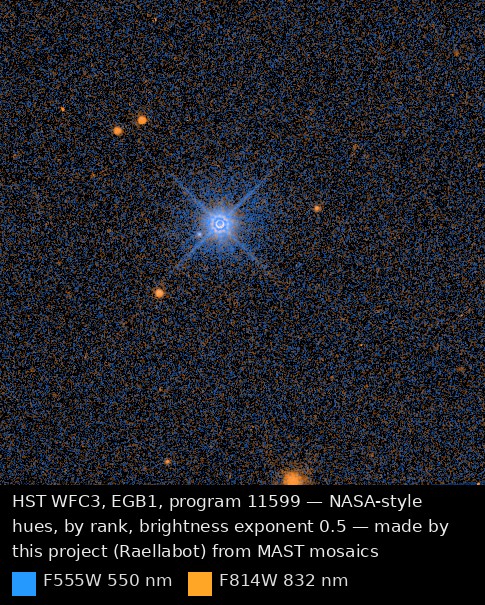 HST WFC3, EGB1, program 11599 — NASA-style
hues, by rank, brightness exponent 0.5 — made by
this project (Raellabot) from MAST mosaics
F555W 550 nm F814W 832 nm